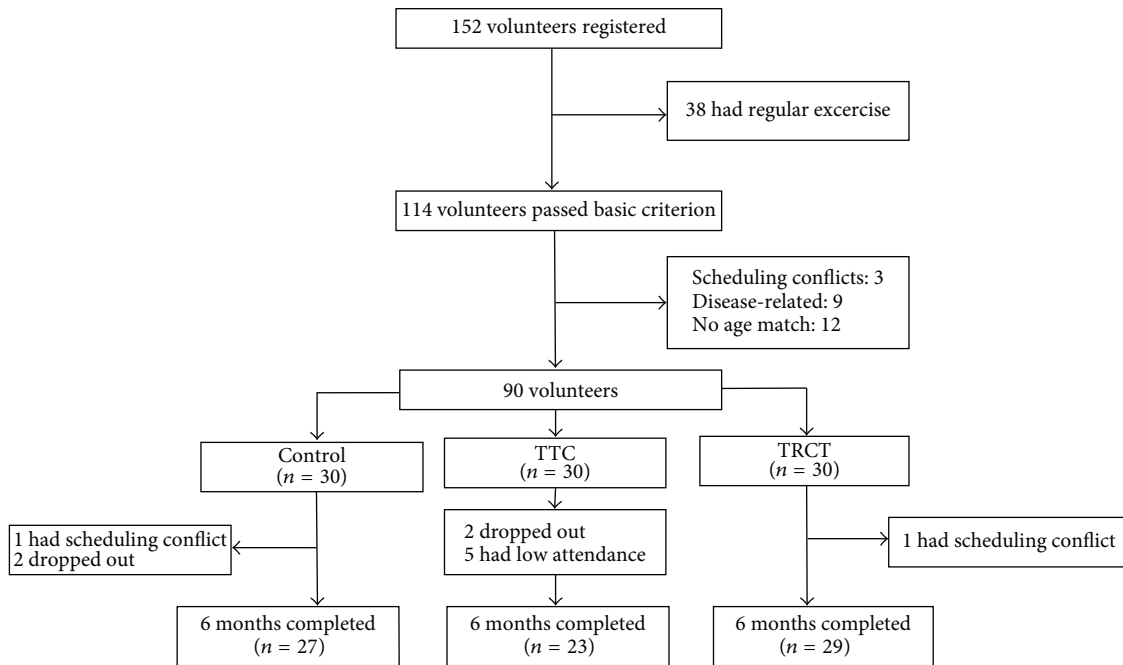 152 volunteers registered
38 had regular excercise
114 volunteers passed basic criterion
Scheduling conflicts: 3
Disease-related: 9
No age match: 12
90 volunteers
Control
(n = 30)
TTC
(n = 30)
TRCT
(n = 30)
1 had scheduling conflict
2 dropped out
2 dropped out
5 had low attendance
1 had scheduling conflict
6 months completed
(n = 27)
6 months completed
(n = 23)
6 months completed
(n = 29)